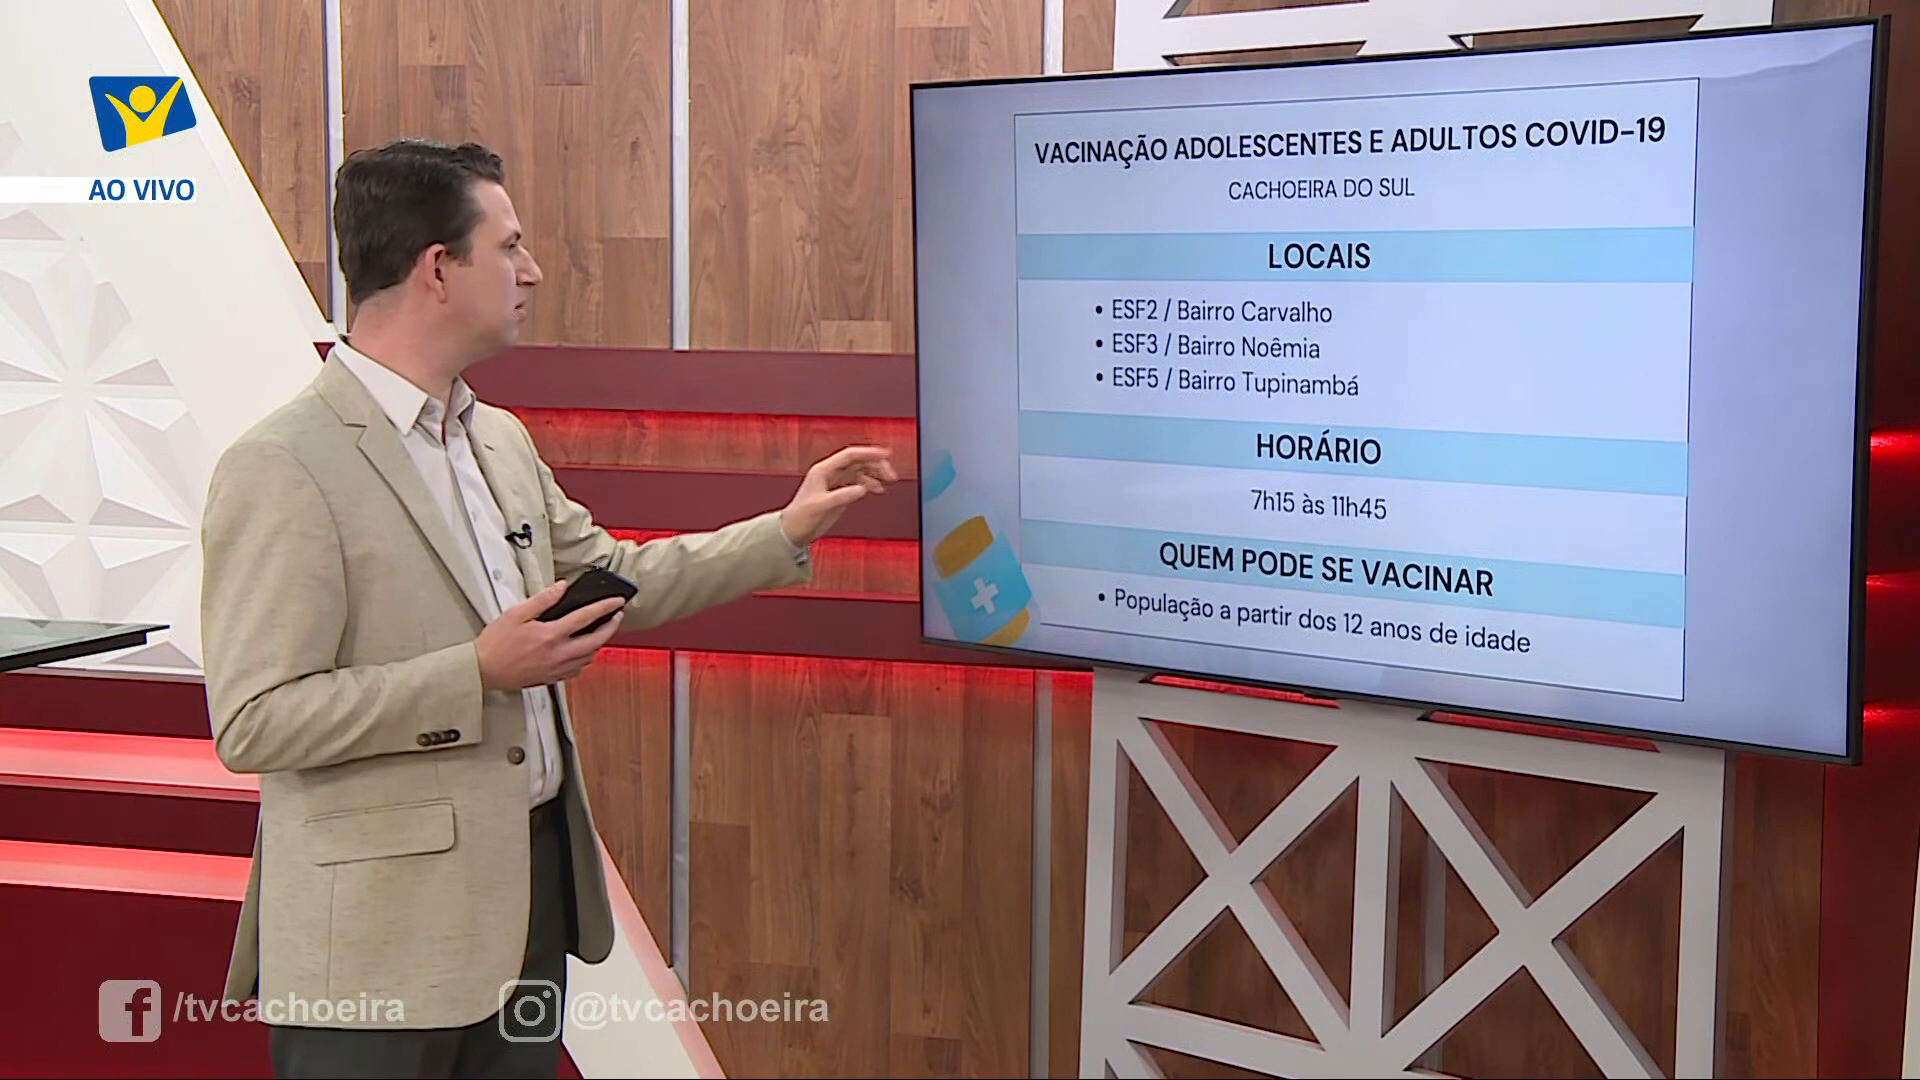 AO VIVO
VACINAÇÃO ADOLESCENTES E ADULTOS COVID-19
CACHOEIRA DO SUL
LOCAIS
• ESF2 / Bairro Carvalho
• ESF3 / Bairro Noêmia
• ESF5 / Bairro Tupinambá
HORÁRIO
7h15 às 11h45
QUEM PODE SE VACINAR
• População a partir dos 12 anos de idade
/tvcachoeira
@tvcachoeira